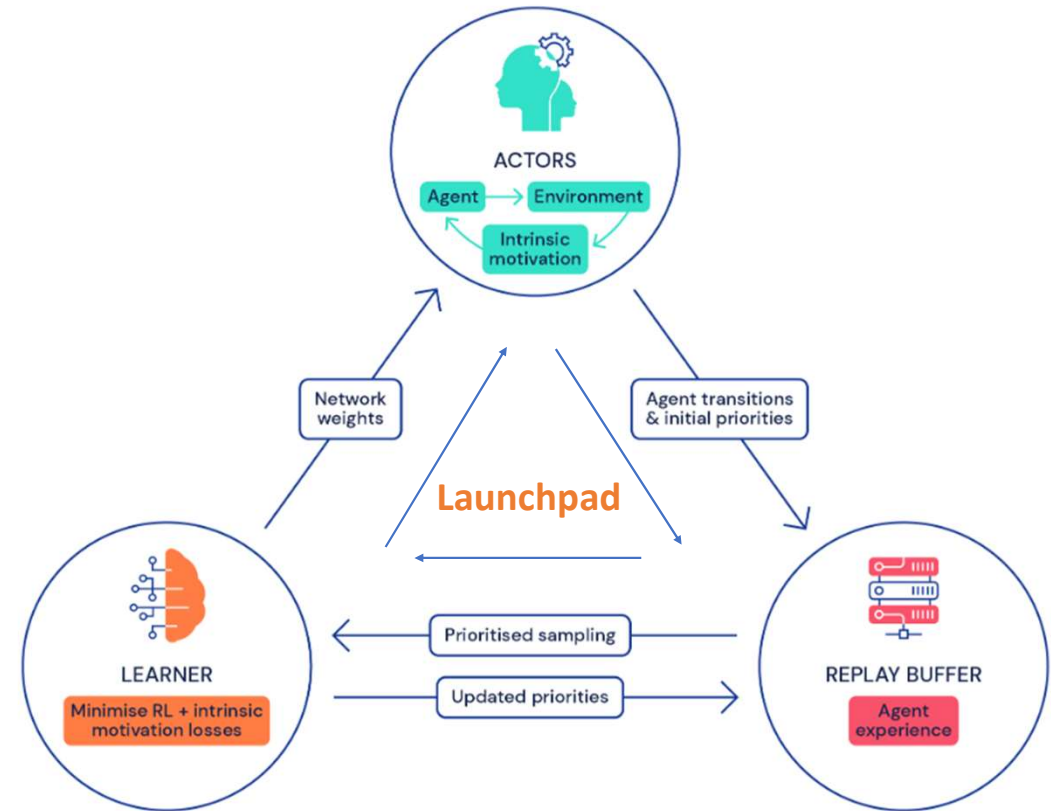 ACTORS
Agent
Environment
Intrinsic
motivation
Network
weights
Agent transitions
& initial priorities
Launchpad
Prioritised sampling
Updated priorities
LEARNER
Minimise RL + intrinsic
motivation losses
REPLAY BUFFER
Agent
experience